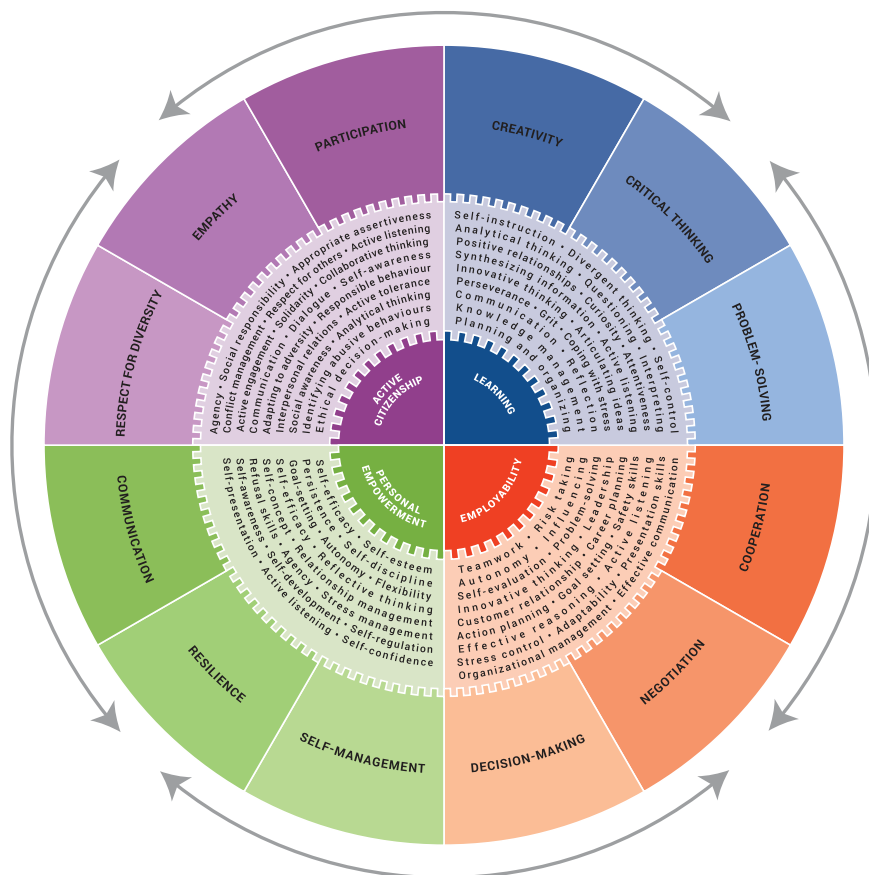 PARTICIPATION
CREATIVITY
EMPATHY
CRITICAL THINKING
RESPECT FOR DIVERSITY
PROBLEM- SOLVING
Agency • Social responsibility • Appropriate assertiveness
Conflict management • Respect for others • Active listening
Active engagement • Solidarity • Collaborative thinking
Communication • Dialogue • Self-awareness
Adapting to adversity • Responsible behaviour
Interpersonal relations • Active tolerance
Social awareness • Analytical thinking
Identifying abusive behaviours
Ethical decision-making
ACTIVE
CITIZENSHIP
Self-instruction • Divergent thinking • Self-control
Analytical thinking • Questioning • Interpreting
Positive relationships • Curiosity • Attentiveness
Synthesizing information • Active listening
Innovative thinking • Articulating ideas
Perseverance • Grit • Coping with stress
Communication • Reflection
Knowledge management
Planning and organizing
LEARNING
PERSONAL
EMPOWERMENT
Self-efficacy • Self-esteem
Persistence • Self-discipline
Goal-setting • Autonomy • Flexibility
Self-efficacy • Reflective thinking
Self-concept • Relationship management
Refusal skills • Agency • Stress management
Self-awareness • Self-development • Self-regulation
Self-presentation • Active listening • Self-confidence
EMPLOYABILITY
Teamwork • Risk taking
Autonomy • Influencing
Self-evaluation • Problem-solving
Innovative thinking • Leadership
Customer relationship • Career planning
Action planning • Goal setting • Safety skills
Effective reasoning • Active listening
Stress control • Adaptability • Presentation skills
Organizational management • Effective communication
COMMUNICATION
COOPERATION
RESILIENCE
NEGOTIATION
SELF-MANAGEMENT
DECISION-MAKING